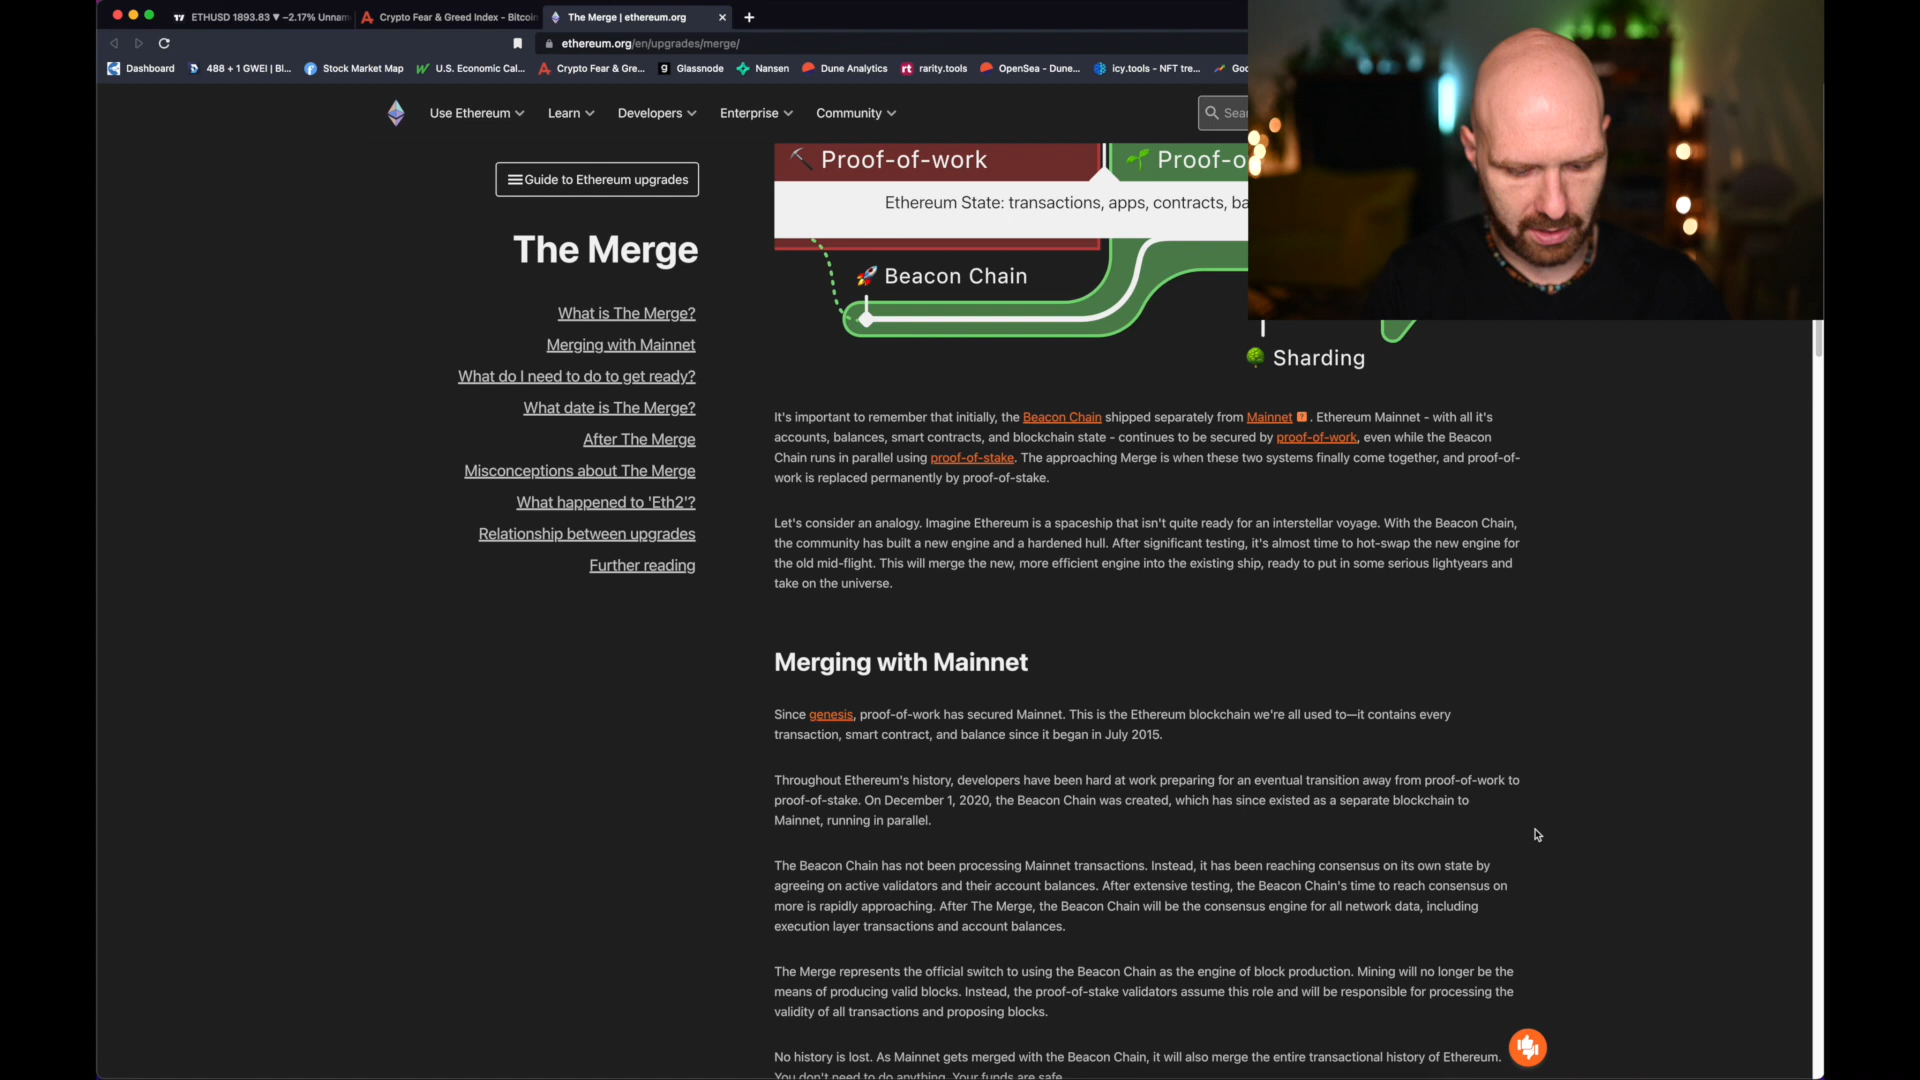 ETHUSD 1893.83 ▼ −2.17% Unnam
Crypto Fear & Greed Index - Bitcoin
The Merge | ethereum.org
ethereum.org/en/upgrades/merge/
Dashboard
488 + 1 GWEI | Bl...
Stock Market Map
U.S. Economic Cal...
Crypto Fear & Gre...
Glassnode
Nansen
Dune Analytics
rarity.tools
OpenSea - Dune...
icy.tools - NFT tre...
Goo
Use Ethereum
Learn
Developers
Enterprise
Community
Sear
Guide to Ethereum upgrades
The Merge
What is The Merge?
Merging with Mainnet
What do I need to do to get ready?
What date is The Merge?
After The Merge
Misconceptions about The Merge
What happened to 'Eth2'?
Relationship between upgrades
Further reading
Proof-of-work
Proof-o
Ethereum State: transactions, apps, contracts, ba
Beacon Chain
Sharding
It's important to remember that initially, the Beacon Chain shipped separately from Mainnet ? . Ethereum Mainnet - with all it's
accounts, balances, smart contracts, and blockchain state - continues to be secured by proof-of-work, even while the Beacon
Chain runs in parallel using proof-of-stake. The approaching Merge is when these two systems finally come together, and proof-of-
work is replaced permanently by proof-of-stake.
Let's consider an analogy. Imagine Ethereum is a spaceship that isn't quite ready for an interstellar voyage. With the Beacon Chain,
the community has built a new engine and a hardened hull. After significant testing, it's almost time to hot-swap the new engine for
the old mid-flight. This will merge the new, more efficient engine into the existing ship, ready to put in some serious lightyears and
take on the universe.
Merging with Mainnet
Since genesis, proof-of-work has secured Mainnet. This is the Ethereum blockchain we're all used to—it contains every
transaction, smart contract, and balance since it began in July 2015.
Throughout Ethereum's history, developers have been hard at work preparing for an eventual transition away from proof-of-work to
proof-of-stake. On December 1, 2020, the Beacon Chain was created, which has since existed as a separate blockchain to
Mainnet, running in parallel.
The Beacon Chain has not been processing Mainnet transactions. Instead, it has been reaching consensus on its own state by
agreeing on active validators and their account balances. After extensive testing, the Beacon Chain's time to reach consensus on
more is rapidly approaching. After The Merge, the Beacon Chain will be the consensus engine for all network data, including
execution layer transactions and account balances.
The Merge represents the official switch to using the Beacon Chain as the engine of block production. Mining will no longer be the
means of producing valid blocks. Instead, the proof-of-stake validators assume this role and will be responsible for processing the
validity of all transactions and proposing blocks.
No history is lost. As Mainnet gets merged with the Beacon Chain, it will also merge the entire transactional history of Ethereum.
You don't need to do anything. Your funds are safe.